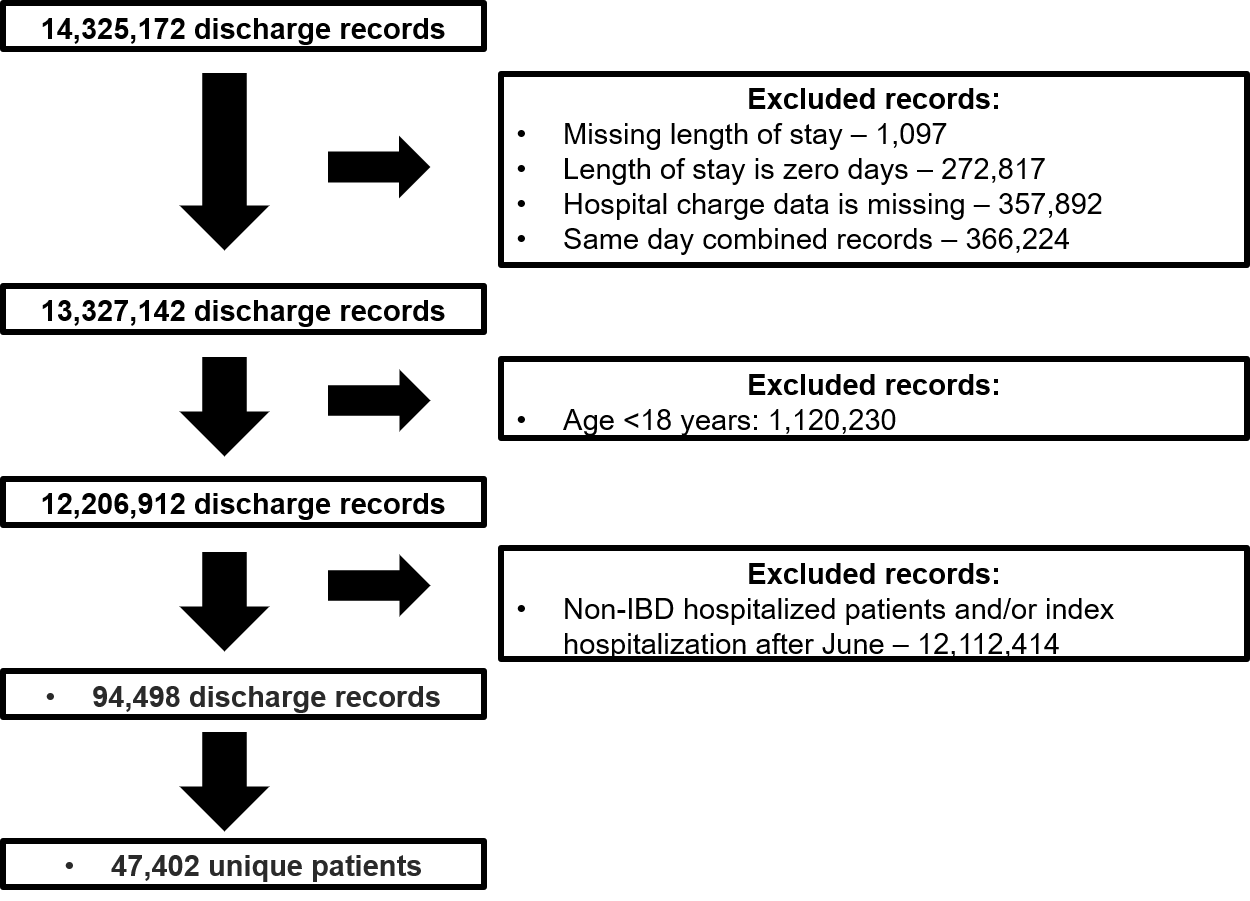 14,325,172 discharge records
Excluded records:
• Missing length of stay – 1,097
• Length of stay is zero days – 272,817
• Hospital charge data is missing – 357,892
• Same day combined records – 366,224
13,327,142 discharge records
Excluded records:
• Age <18 years: 1,120,230
12,206,912 discharge records
Excluded records:
• Non-IBD hospitalized patients and/or index
hospitalization after June – 12,112,414
• 94,498 discharge records
• 47,402 unique patients